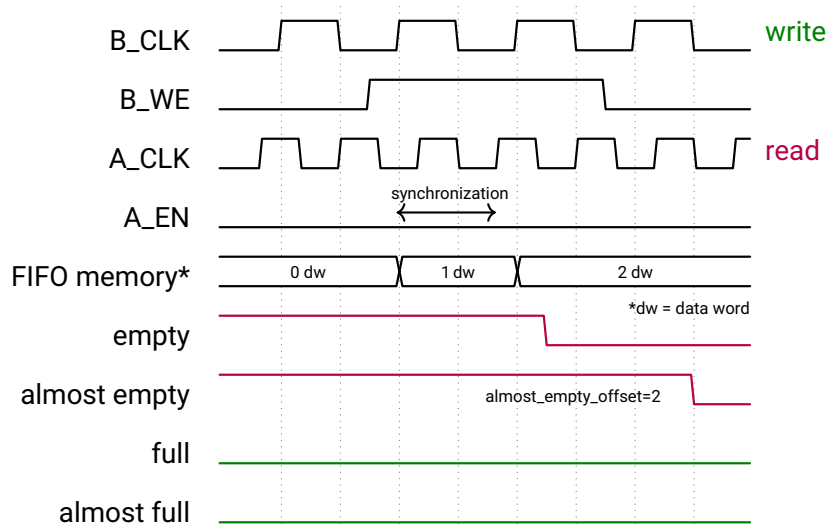 B_CLK
write
B_WE
A_CLK
read
synchronization
A_EN
FIFO memory*
0 dw
1 dw
2 dw
*dw = data word
empty
almost empty
almost_empty_offset=2
full
almost full